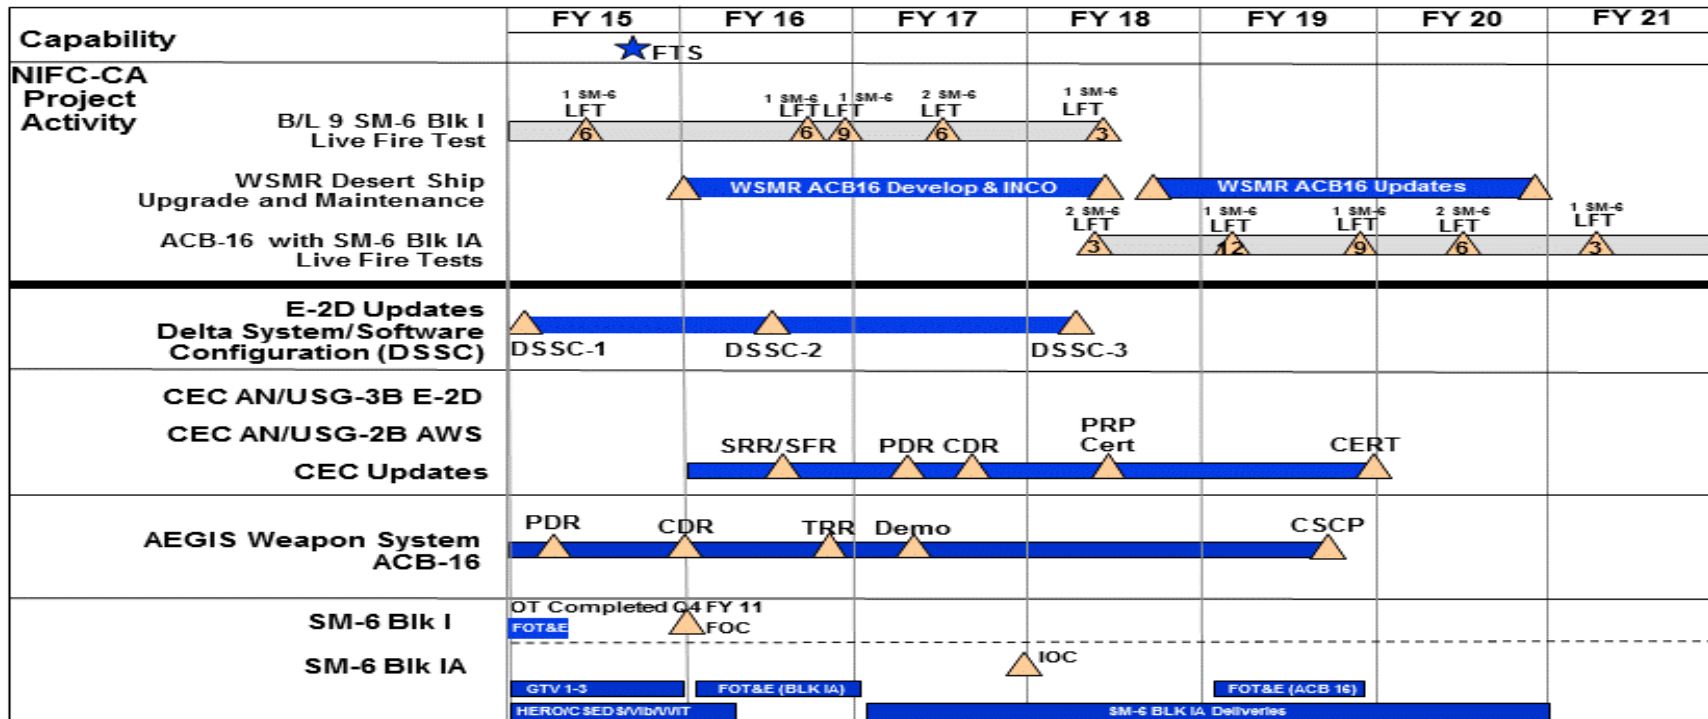 FY 15 FY 16 FY 17 FY 18 FY 19 FY 20 FY 21
Capability
FTS
NIFC-CA
Project
Activity
B/L 9 SM-6 Blk I
Live Fire Test
1 SM-6 1 SM-6 1 SM-6 2 SM-6 1 SM-6
LFT LFT LFT LFT LFT
6 6 9 6 3
WSMR Desert Ship
Upgrade and Maintenance
WSMR ACB16 Develop & INCO WSMR ACB16 Updates
ACB-16 with SM-6 Blk IA
Live Fire Tests
2 SM-6 1 SM-6 1 SM-6 2 SM-6 1 SM-6
LFT LFT LFT LFT LFT
3 12 9 6 3
E-2D Updates
Delta System/Software
Configuration (DSSC)
DSSC-1 DSSC-2 DSSC-3
CEC AN/USG-3B E-2D
CEC AN/USG-2B AWS
CEC Updates
SRR/SFR PDR CDR PRP
Cert CERT
AEGIS Weapon System
ACB-16
PDR CDR TRR Demo CSCP
SM-6 Blk I
OT Completed Q4 FY 11
FOT&E FOC
SM-6 Blk IA
IOC
GTV 1-3 FOT&E (BLK IA) FOT&E (ACB 16)
SM-6 BLK IA Deliveries